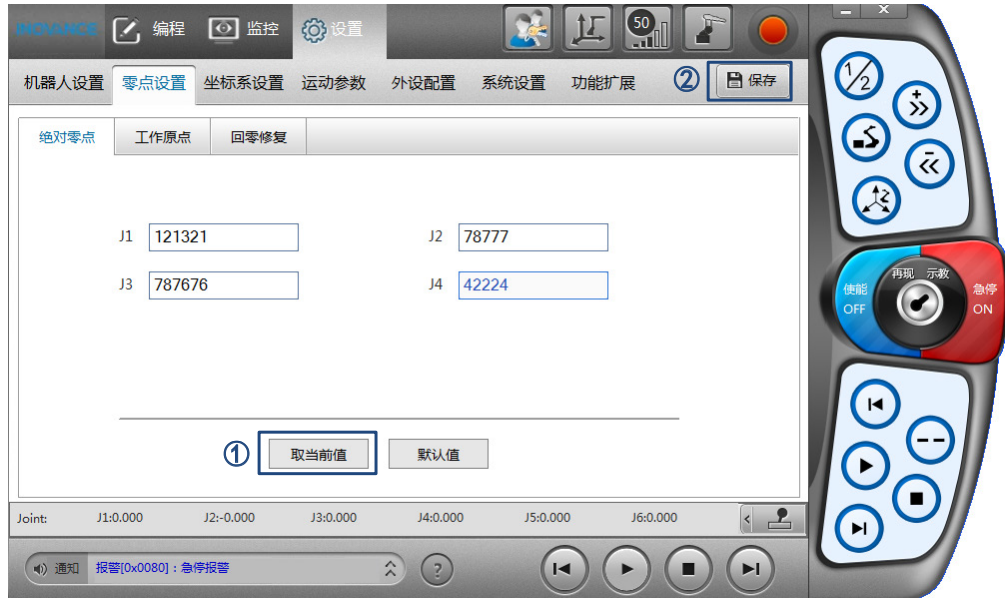 INOVANCE 编程 监控 设置 50
机器人设置 零点设置 坐标系设置 运动参数 外设配置 系统设置 功能扩展 ② 保存
绝对零点 工作原点 回零修复
J1 121321 J2 78777
J3 787676 J4 42224
① 取当前值 默认值
Joint: J1:0.000 J2:-0.000 J3:0.000 J4:0.000 J5:0.000 J6:0.000
通知 报警[0x0080]:急停报警 ?
1/2
+
-
2
再现 示教
使能 急停
OFF ON